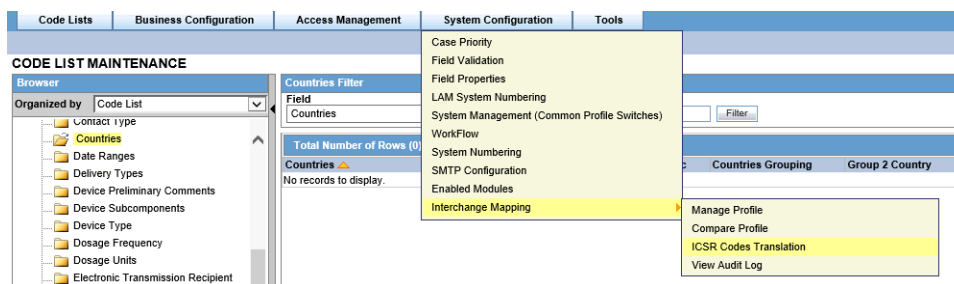 Code Lists Business Configuration Access Management System Configuration Tools
CODE LIST MAINTENANCE
Browser
Organized by Code List
Contact Type
Countries
Date Ranges
Delivery Types
Device Preliminary Comments
Device Subcomponents
Device Type
Dosage Frequency
Dosage Units
Electronic Transmission Recipient
Countries Filter
Field
Countries
Filter
Total Number of Rows (0)
Countries Countries Grouping Group 2 Country
No records to display.
Case Priority
Field Validation
Field Properties
LAM System Numbering
System Management (Common Profile Switches)
WorkFlow
System Numbering
SMTP Configuration
Enabled Modules
Interchange Mapping
Manage Profile
Compare Profile
ICSR Codes Translation
View Audit Log